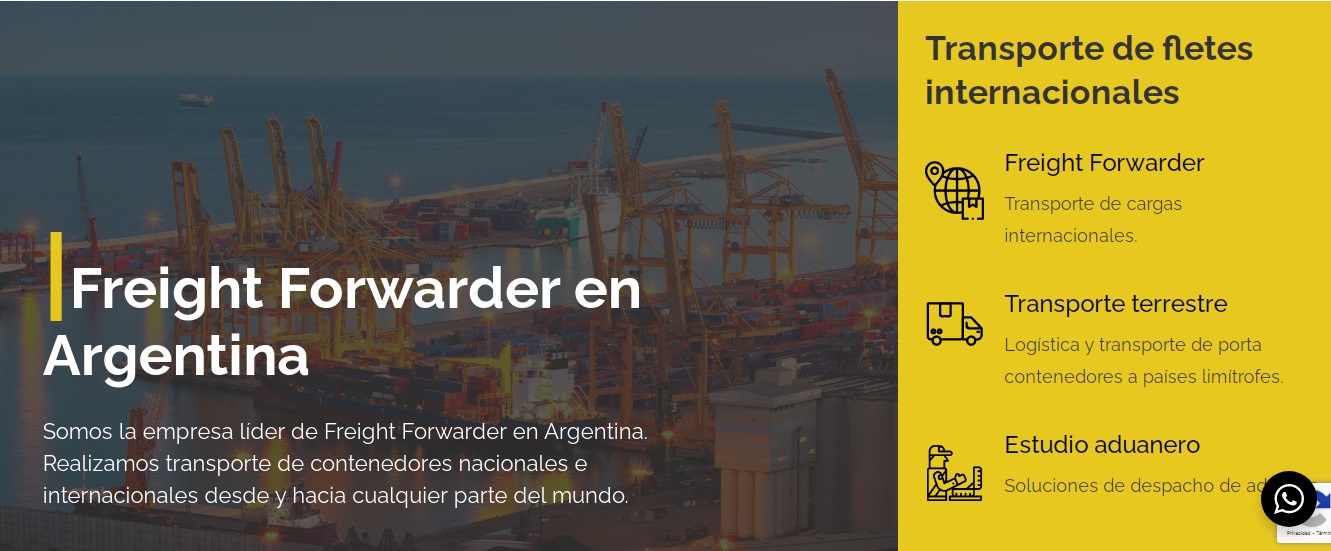 Freight Forwarder en
Argentina
Somos la empresa líder de Freight Forwarder en Argentina.
Realizamos transporte de contenedores nacionales e
internacionales desde y hacia cualquier parte del mundo.
Transporte de fletes
internacionales
Freight Forwarder
Transporte de cargas
internacionales.
Transporte terrestre
Logística y transporte de porta
contenedores a países limítrofes.
Estudio aduanero
Soluciones de despacho de
Privacidad -